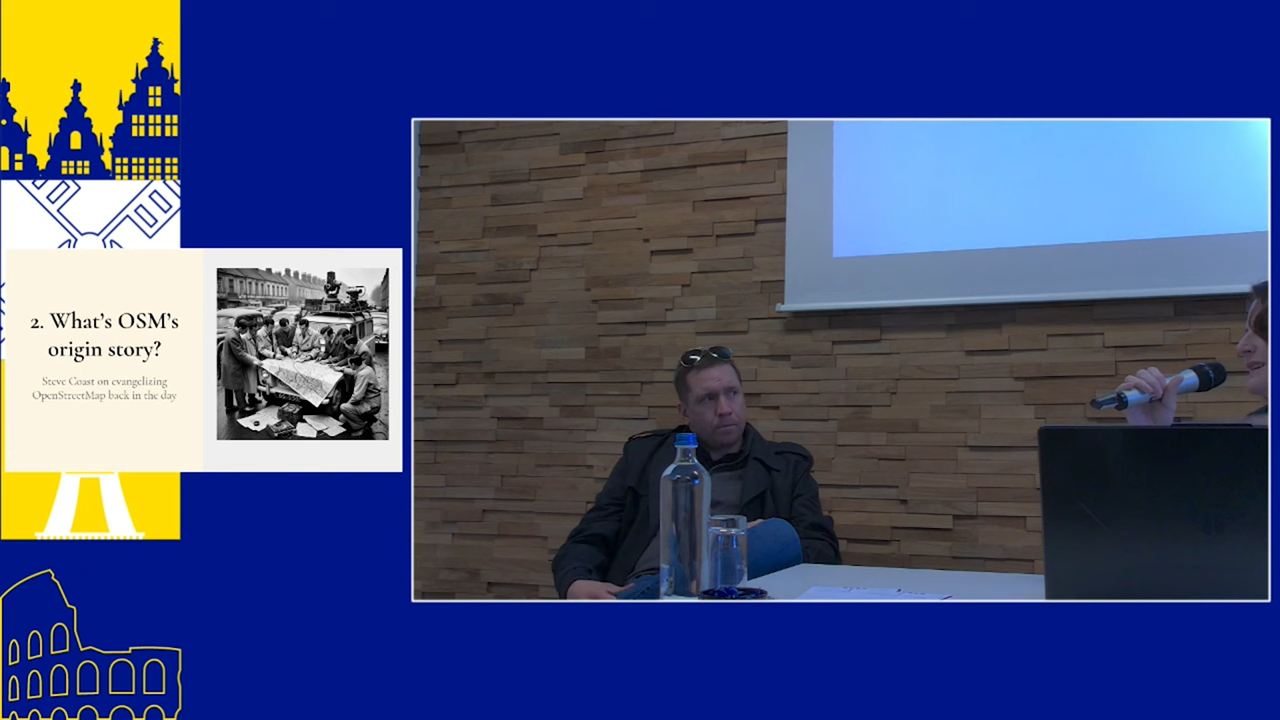 2. What's OSM's
origin story?
Steve Coast on evangelizing
OpenStreetMap back in the day